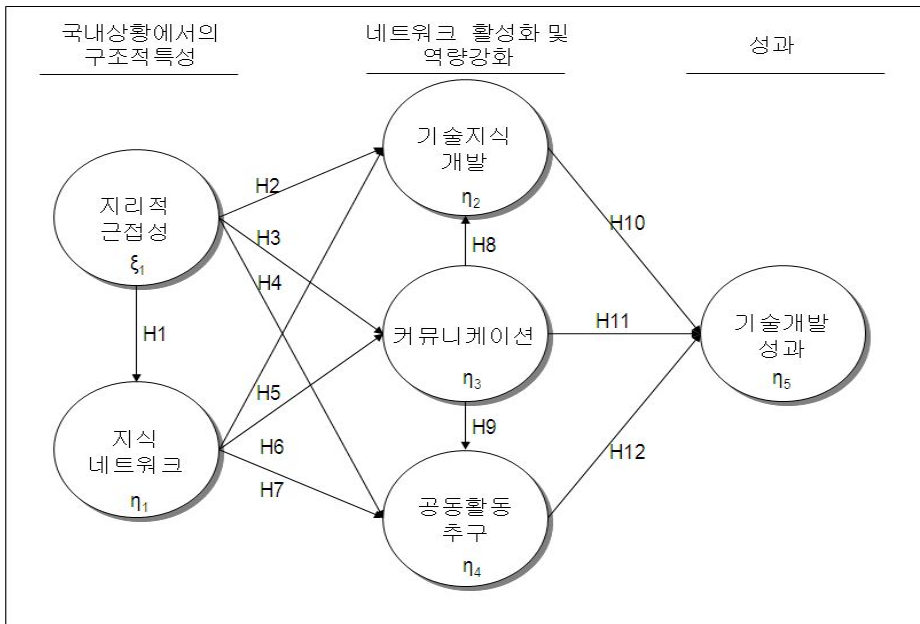 국내상황에서의
구조적특성
네트워크 활성화 및
역량강화
성과
기술지식
개발
η₂
지리적
근접성
ξ₁
H2
H3
H4
H8
H10
H1
커뮤니케이션
η₃
H11
기술개발
성과
η₅
H5
H6
H7
H9
H12
지식
네트워크
η₁
공동활동
추구
η₄